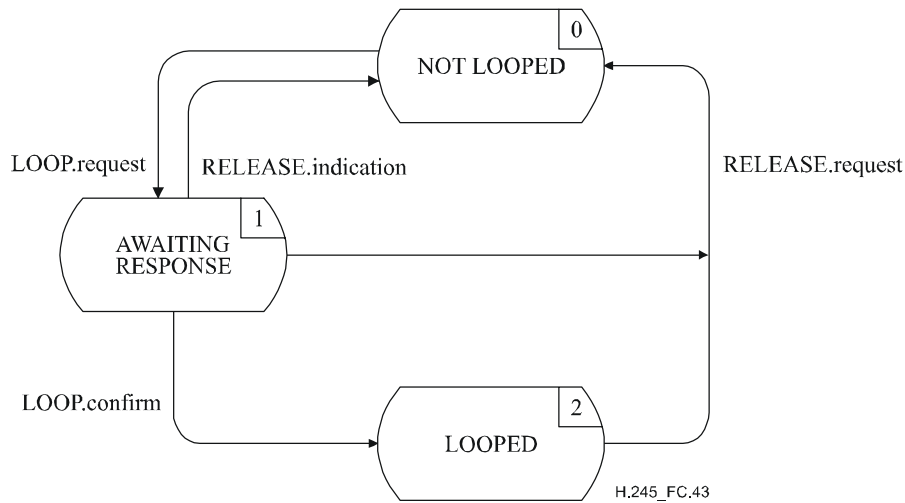 0
NOT LOOPED
LOOP.request
RELEASE.indication
RELEASE.request
1
AWAITING
RESPONSE
LOOP.confirm
2
LOOPED
H.245_FC.43